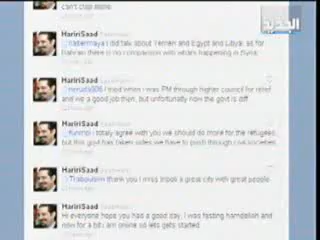 can't clap alone
الجديد
HaririSaad
I did talk about Yemen and Egypt and Libya, as for
Bahrain there is no comparison with whats happening in Syria
HaririSaad
I tried when i was PM through higher council for relief
and we a good job then, but unfortunatly now the govt is diff
HaririSaad
i totally agree with you we should do more for the refugees
but this govt has taken sides we have to push through civil societies
HaririSaad
thank you I miss tripoli a great city with great people
HaririSaad
Hi everyone hope you had a good day, I was fasting hamdellah and
now for a bit i am online so lets get started